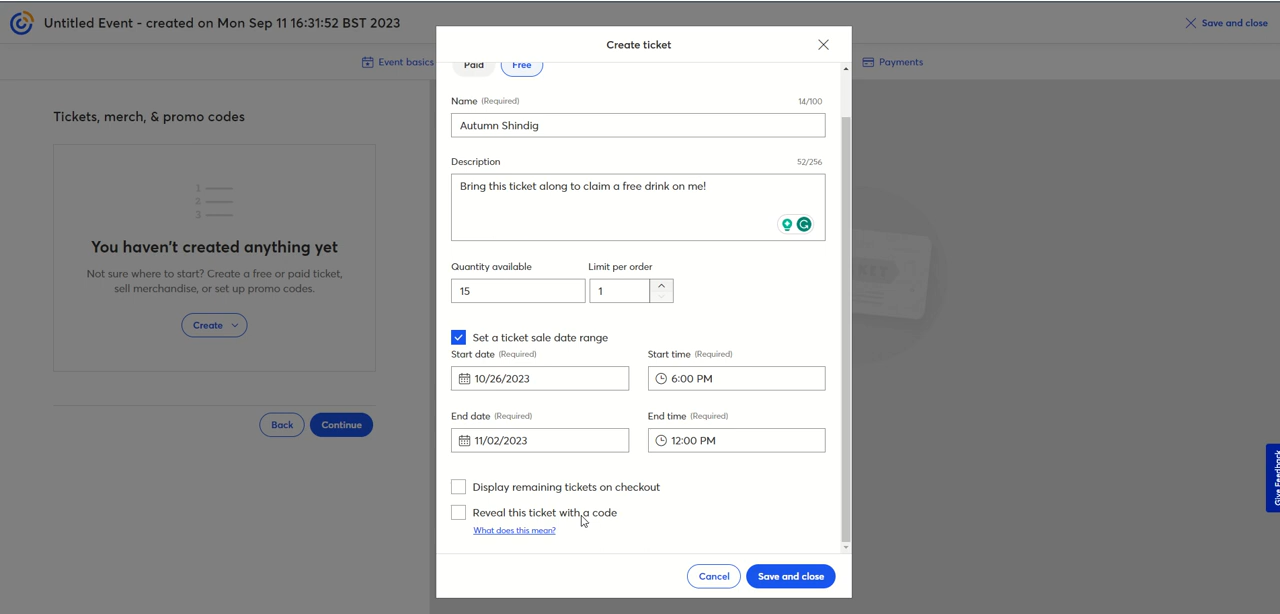 Untitled Event - created on Mon Sep 11 16:31:52 BST 2023
Save and close
Event basics
Payments
Tickets, merch, & promo codes
1
2
3
You haven't created anything yet
Not sure where to start? Create a free or paid ticket,
sell merchandise, or set up promo codes.
Create
Back
Continue
Create ticket
Paid
Free
Name (Required)
14/100
Autumn Shindig
Description
52/256
Bring this ticket along to claim a free drink on me!
Quantity available
Limit per order
15
1
Set a ticket sale date range
Start date (Required)
Start time (Required)
10/26/2023
6:00 PM
End date (Required)
End time (Required)
11/02/2023
12:00 PM
Display remaining tickets on checkout
Reveal this ticket with a code
What does this mean?
Cancel
Save and close
Give Feedback